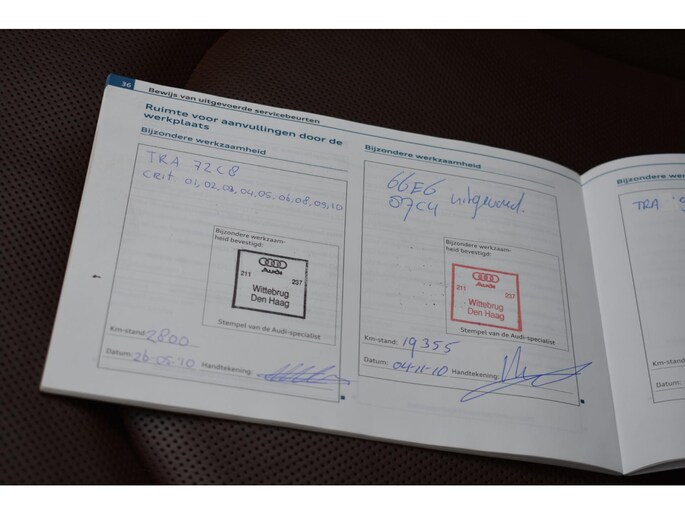 36
Bewijs van uitgevoerde servicebeurten
Ruimte voor aanvullingen door de
werkplaats
Bijzondere werkzaamheid
TRA 72C8
CRIT. 01,02,03,04,05,06,08,09,10
Bijzondere werkzaam-
heid bevestigd:
Audi
211 237
Wittebrug
Den Haag
Stempel van de Audi-specialist
Km-stand: 2800
Datum: 26-05-10 Handtekening:
Bijzondere werkzaamheid
66E6 uitgevoerd.
57C4
Bijzondere werkzaam-
heid bevestigd:
Audi
211 237
Wittebrug
Den Haag
Stempel van de Audi-specialist
Km-stand: 19355
Datum: 04-11-10 Handtekening:
Bijzondere we
TRA
Km-stand:
Datum: